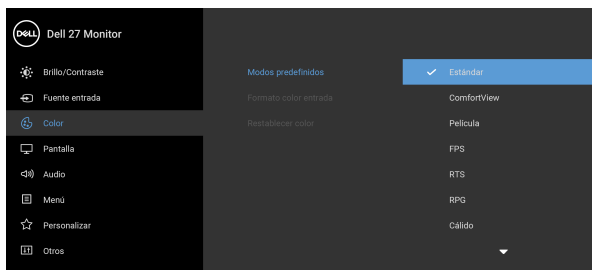 DELL Dell 27 Monitor
Brillo/Contraste Modos predefinidos Estándar
Fuente entrada Formato color entrada ComfortView
Color Restablecer color Película
Pantalla FPS
Audio RTS
Menú RPG
Personalizar Cálido
Otros